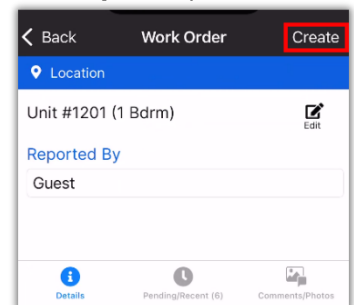 Back Work Order Create
Location
Unit #1201 (1 Bdrm)
Edit
Reported By
Guest
Details Pending/Recent (6) Comments/Photos